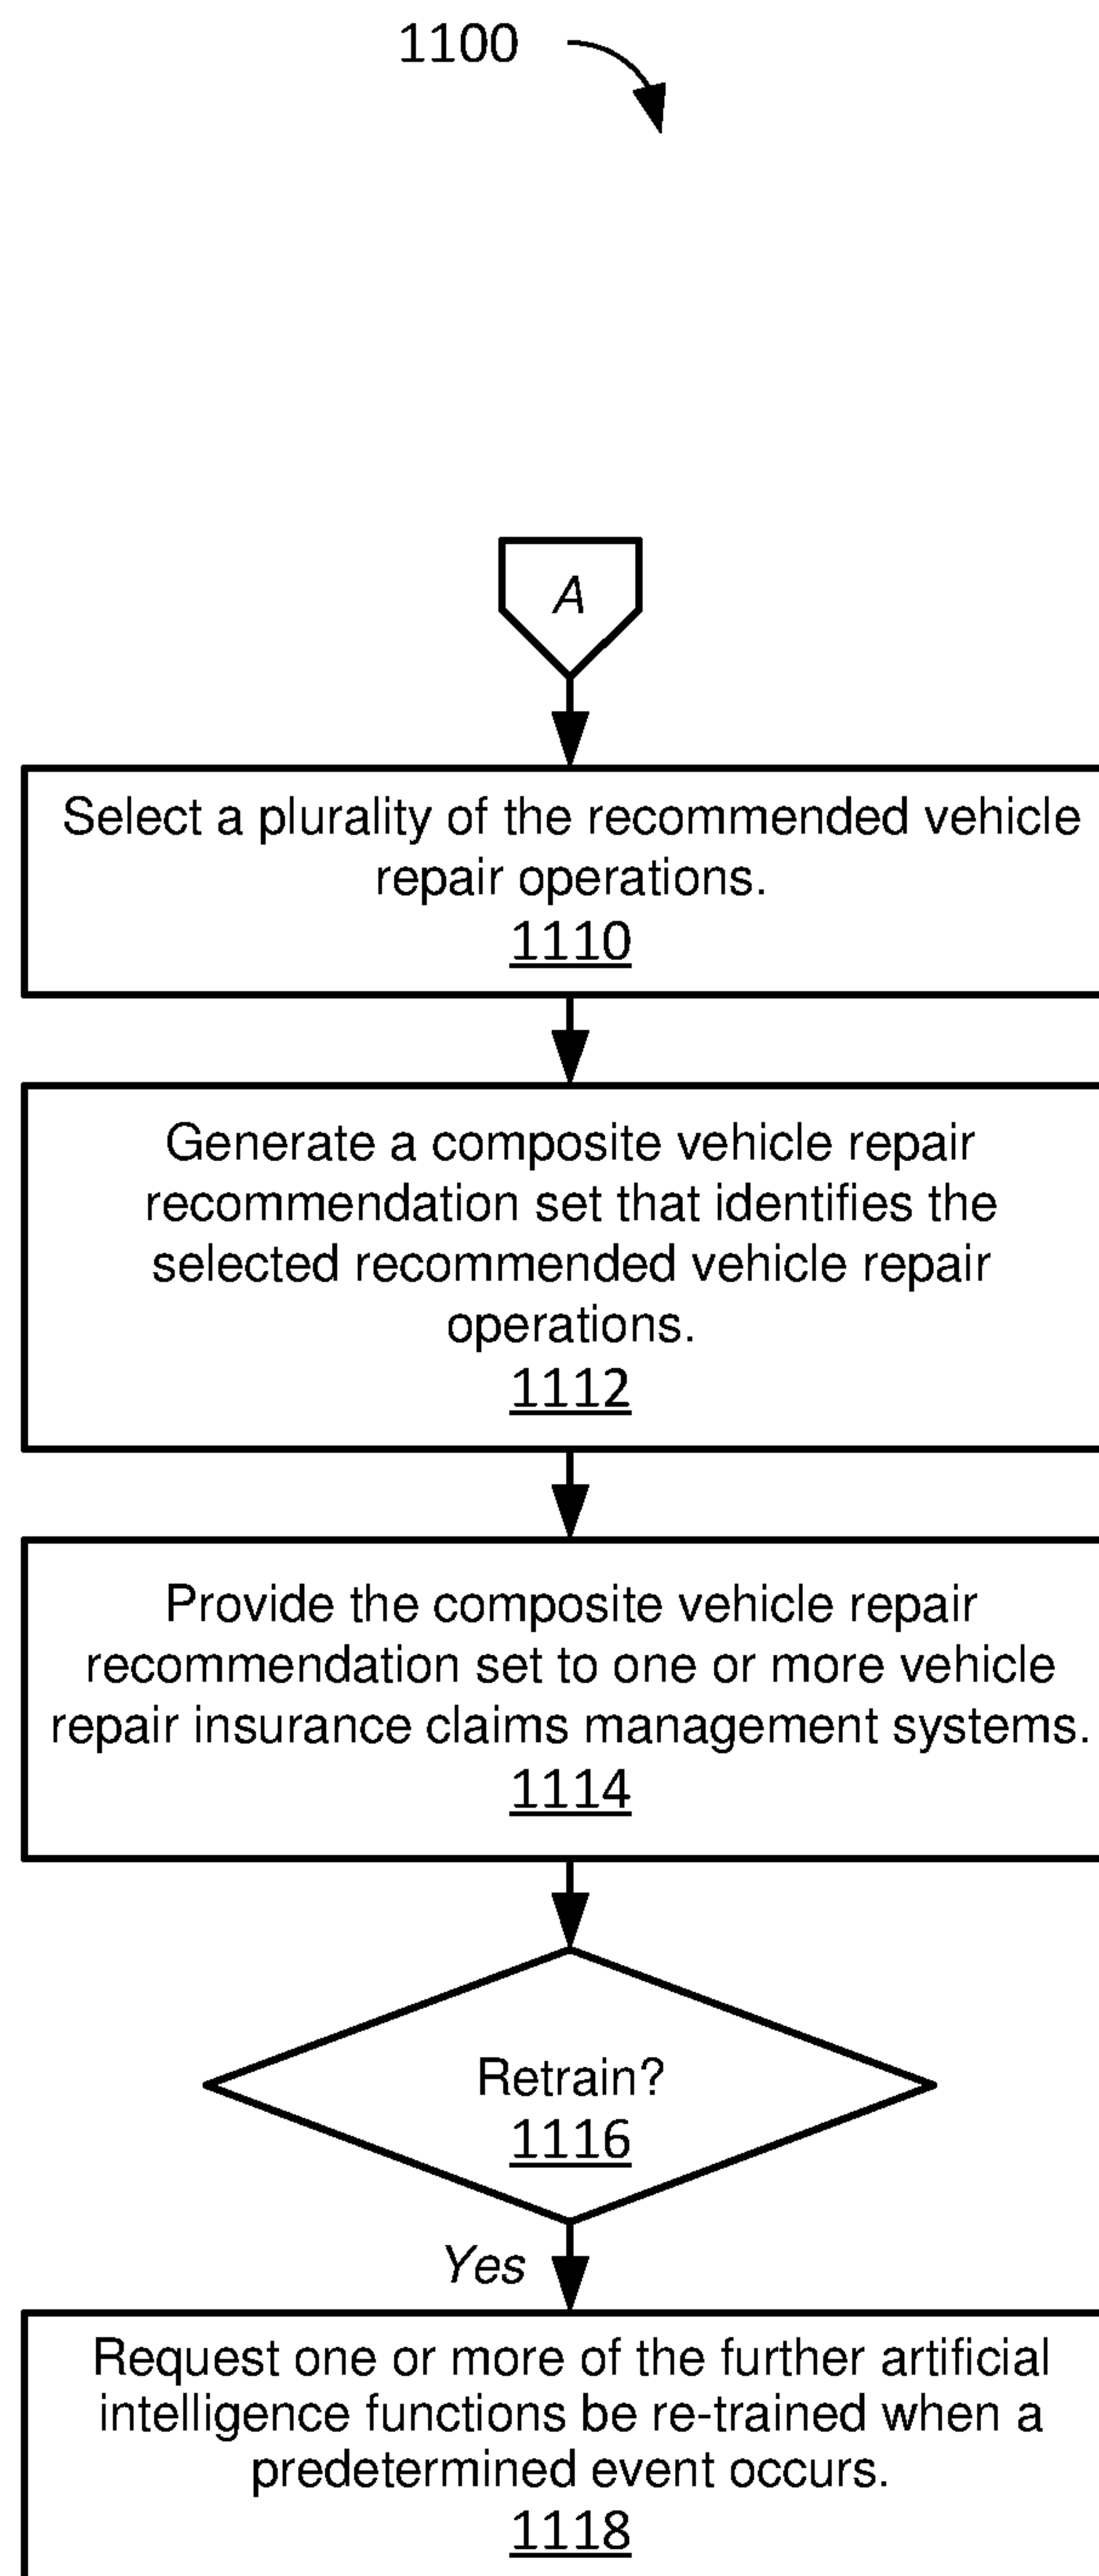 1100
A
Select a plurality of the recommended vehicle
repair operations.
1110
Generate a composite vehicle repair
recommendation set that identifies the
selected recommended vehicle repair
operations.
1112
Provide the composite vehicle repair
recommendation set to one or more vehicle
repair insurance claims management systems.
1114
Retrain?
1116
Yes
Request one or more of the further artificial
intelligence functions be re-trained when a
predetermined event occurs.
1118